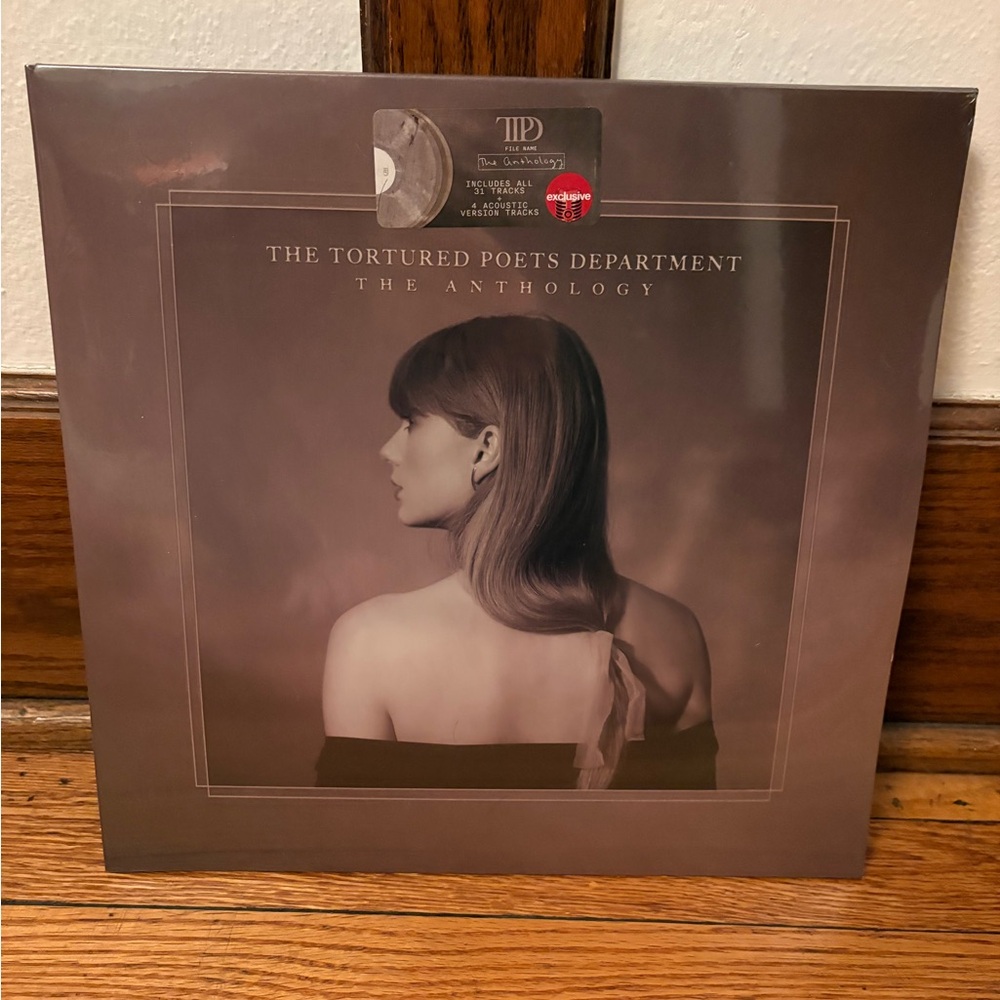 TTPD
FILE NAME
The Anthology
INCLUDES ALL
31 TRACKS
+
4 ACOUSTIC
VERSION TRACKS
exclusive
THE TORTURED POETS DEPARTMENT
THE ANTHOLOGY